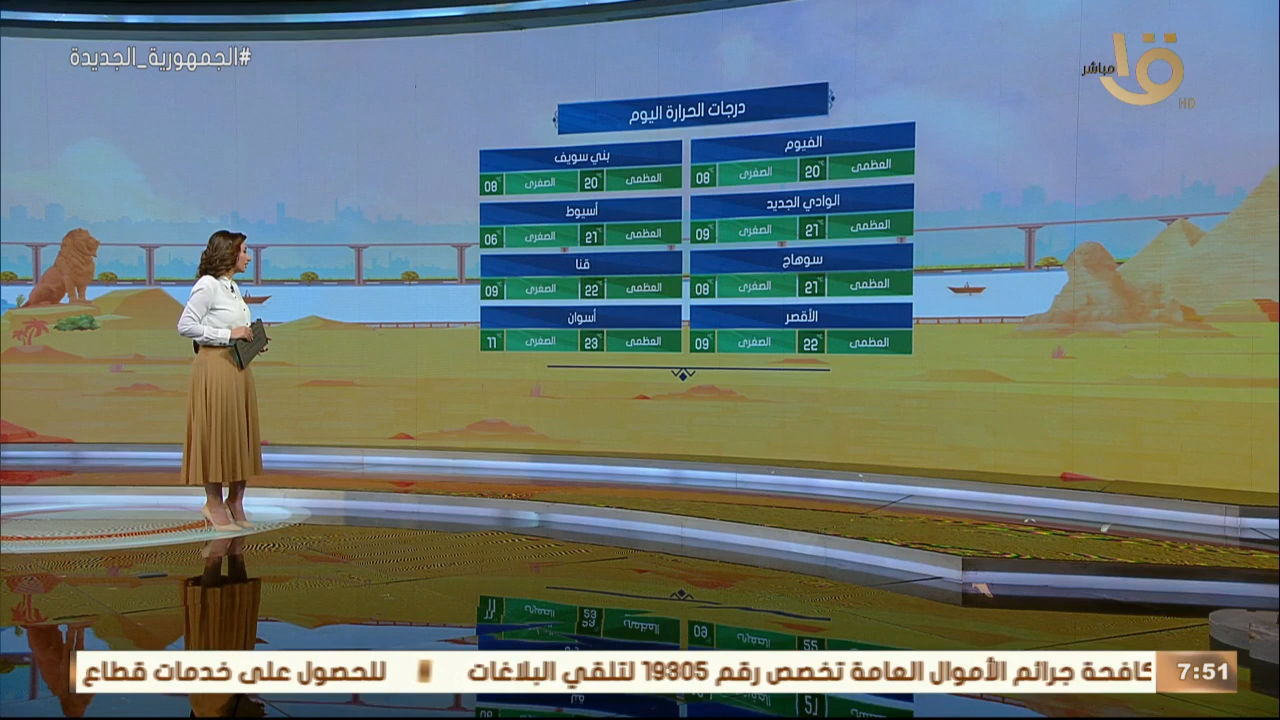 #الجمهورية_الجديدة
مباشر
HD
درجات الحرارة اليوم
الفيوم
العظمى 20 الصغرى 08
بني سويف
العظمى 20 الصغرى 08
الوادي الجديد
العظمى 21 الصغرى 09
أسيوط
العظمى 21 الصغرى 06
سوهاج
العظمى 21 الصغرى 08
قنا
العظمى 22 الصغرى 09
الأقصر
العظمى 22 الصغرى 09
أسوان
العظمى 23 الصغرى 11
7:51
كافحة جرائم الأموال العامة تخصص رقم 19805 لتلقي البلاغات للحصول على خدمات قطاع